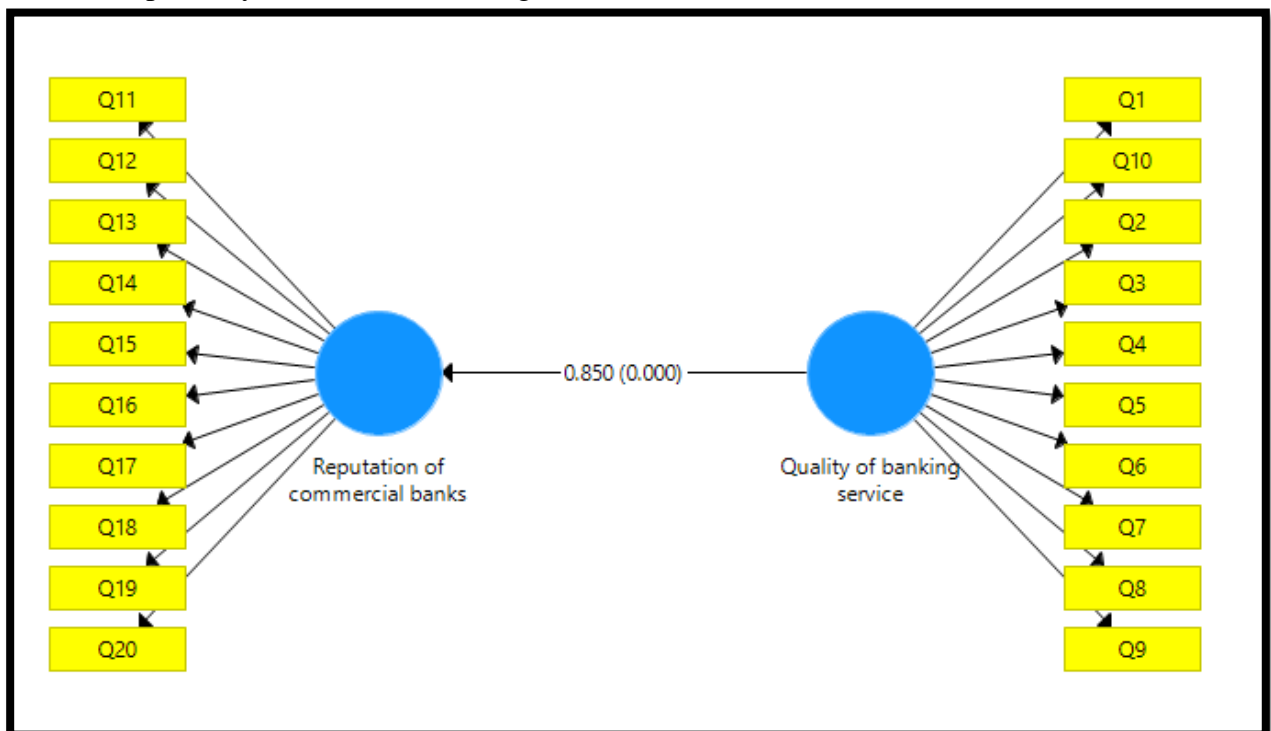 Q11
Q12
Q13
Q14
Q15
Q16
Q17
Q18
Q19
Q20
Reputation of
commercial banks
0.850 (0.000)
Quality of banking
service
Q1
Q10
Q2
Q3
Q4
Q5
Q6
Q7
Q8
Q9